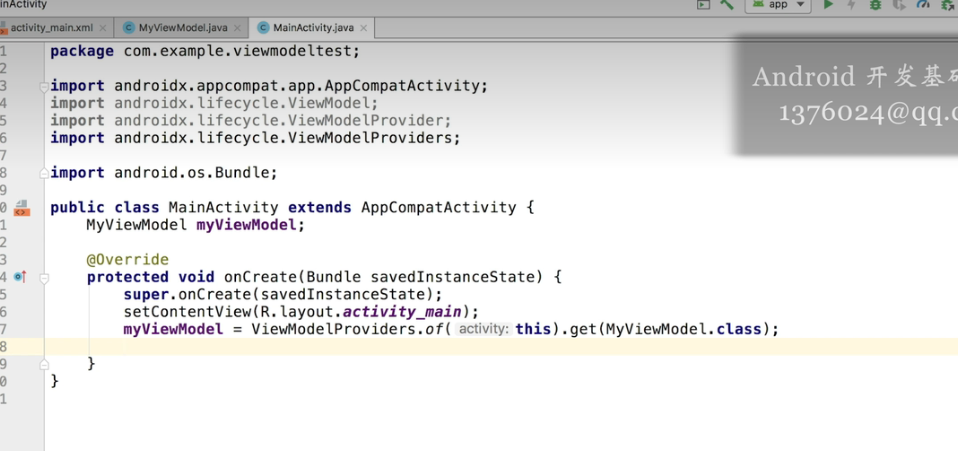 inActivity
app
activity_main.xml
MyViewModel.java
MainActivity.java
1 package com.example.viewmodeltest;
2
3 import androidx.appcompat.app.AppCompatActivity;
4 import androidx.lifecycle.ViewModel;
5 import androidx.lifecycle.ViewModelProvider;
6 import androidx.lifecycle.ViewModelProviders;
7
8 import android.os.Bundle;
9
0 public class MainActivity extends AppCompatActivity {
1 MyViewModel myViewModel;
2
3 @Override
4 protected void onCreate(Bundle savedInstanceState) {
5 super.onCreate(savedInstanceState);
6 setContentView(R.layout.activity_main);
7 myViewModel = ViewModelProviders.of( activity: this).get(MyViewModel.class);
8
9 }
0 }
1
Android 开发基
1376024@qq.c